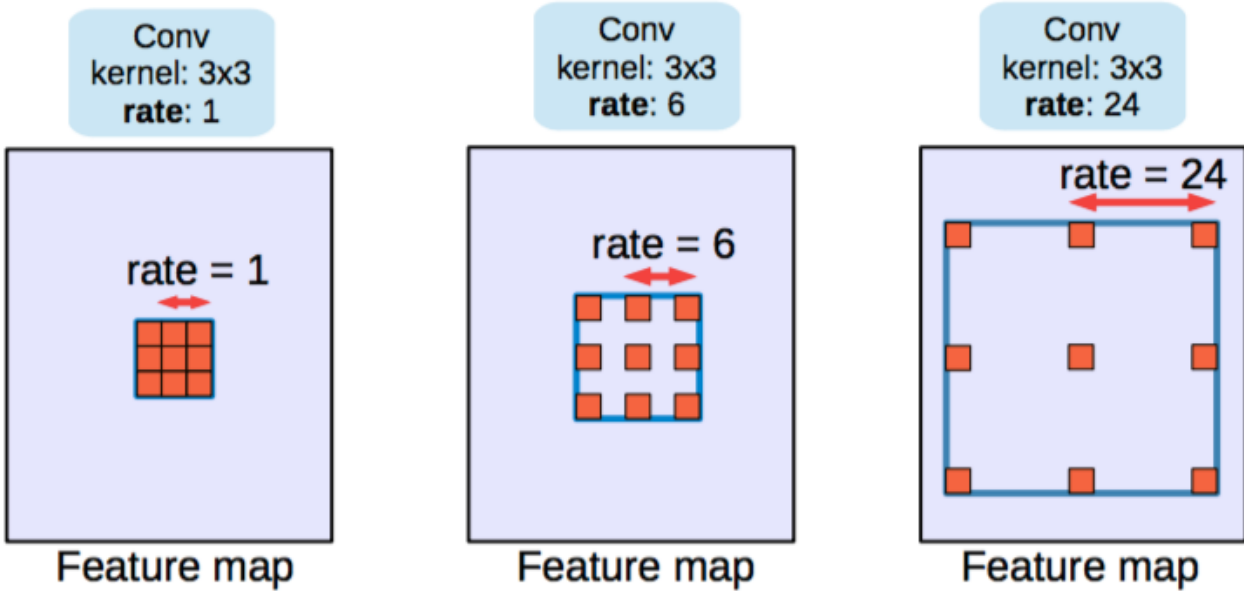 Conv
kernel: 3x3
rate: 1
Conv
kernel: 3x3
rate: 6
Conv
kernel: 3x3
rate: 24
rate = 1
rate = 6
rate = 24
Feature map
Feature map
Feature map